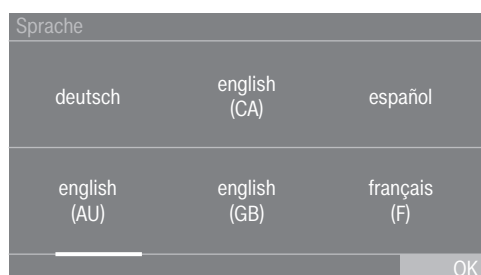 Sprache
deutsch
english
(CA)
español
english
(AU)
english
(GB)
français
(F)
OK